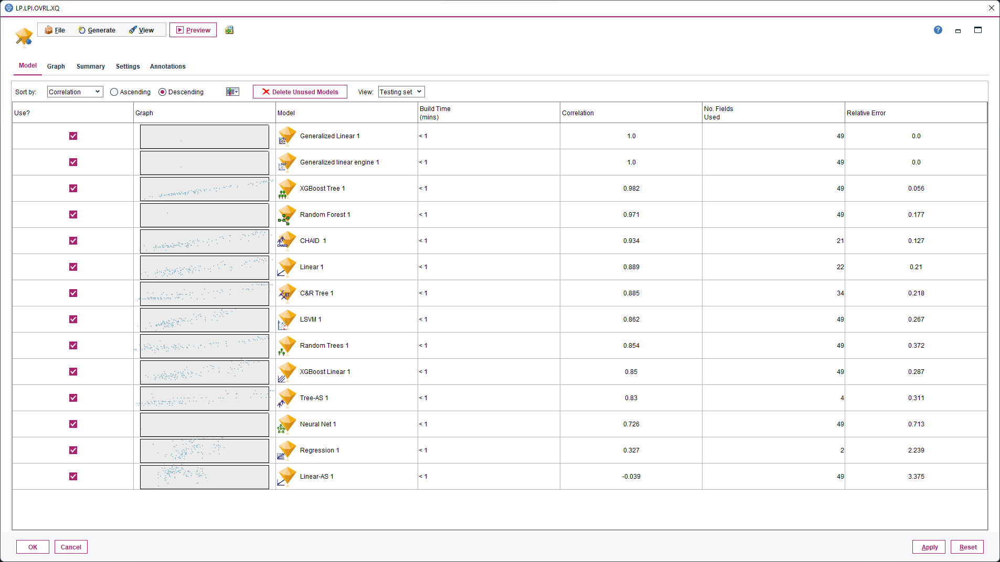 LP.LPI.OVRL.XQ
File Generate View Preview
Model Graph Summary Settings Annotations
Sort by: Correlation Ascending Descending Delete Unused Models View: Testing set
Use? Graph Model Build Time (mins) Correlation No. Fields Used Relative Error
Generalized Linear 1 < 1 1.0 49 0.0
Generalized linear engine 1 < 1 1.0 49 0.0
XGBoost Tree 1 < 1 0.982 49 0.056
Random Forest 1 < 1 0.971 49 0.177
CHAID 1 < 1 0.934 21 0.127
Linear 1 < 1 0.889 22 0.21
C&R Tree 1 < 1 0.885 34 0.218
LSVM 1 < 1 0.862 49 0.267
Random Trees 1 < 1 0.854 49 0.372
XGBoost Linear 1 < 1 0.85 49 0.287
Tree-AS 1 < 1 0.83 4 0.311
Neural Net 1 < 1 0.726 49 0.713
Regression 1 < 1 0.327 2 2.239
Linear-AS 1 < 1 -0.039 49 3.375
OK Cancel Apply Reset